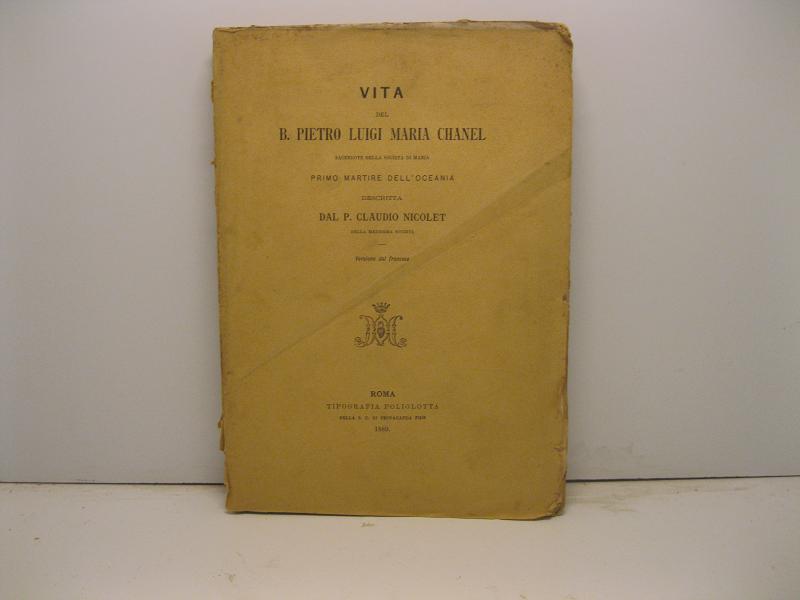 VITA
DEL
B. PIETRO LUIGI MARIA CHANEL
SACERDOTE DELLA SOCIETÀ DI MARIA
PRIMO MARTIRE DELL'OCEANIA
DESCRITTA
DAL P. CLAUDIO NICOLET
DELLA MEDESIMA SOCIETÀ
Versione dal francese
ROMA
TIPOGRAFIA POLIGLOTTA
DELLA S. C. DI PROPAGANDA FIDE
1889.